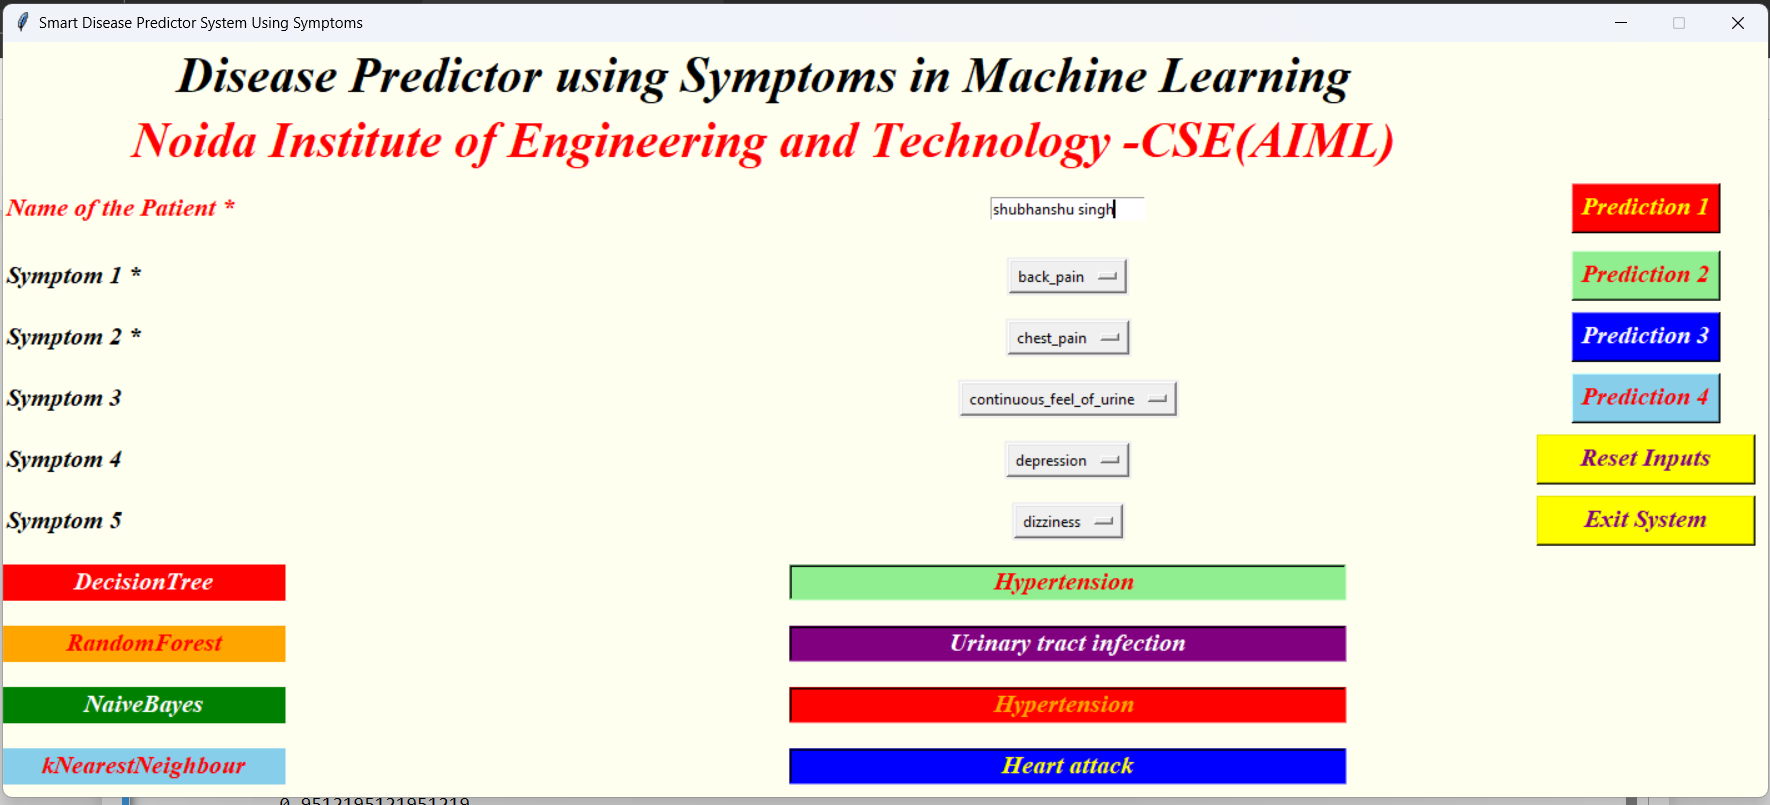 Smart Disease Predictor System Using Symptoms
Disease Predictor using Symptoms in Machine Learning
Noida Institute of Engineering and Technology -CSE(AIML)
Name of the Patient *
shubhanshu singh
Prediction 1
Symptom 1 *
back_pain
Prediction 2
Symptom 2 *
chest_pain
Prediction 3
Symptom 3
continuous_feel_of_urine
Prediction 4
Symptom 4
depression
Reset Inputs
Symptom 5
dizziness
Exit System
DecisionTree
Hypertension
RandomForest
Urinary tract infection
NaiveBayes
Hypertension
kNearestNeighbour
Heart attack
0.9512195121951219